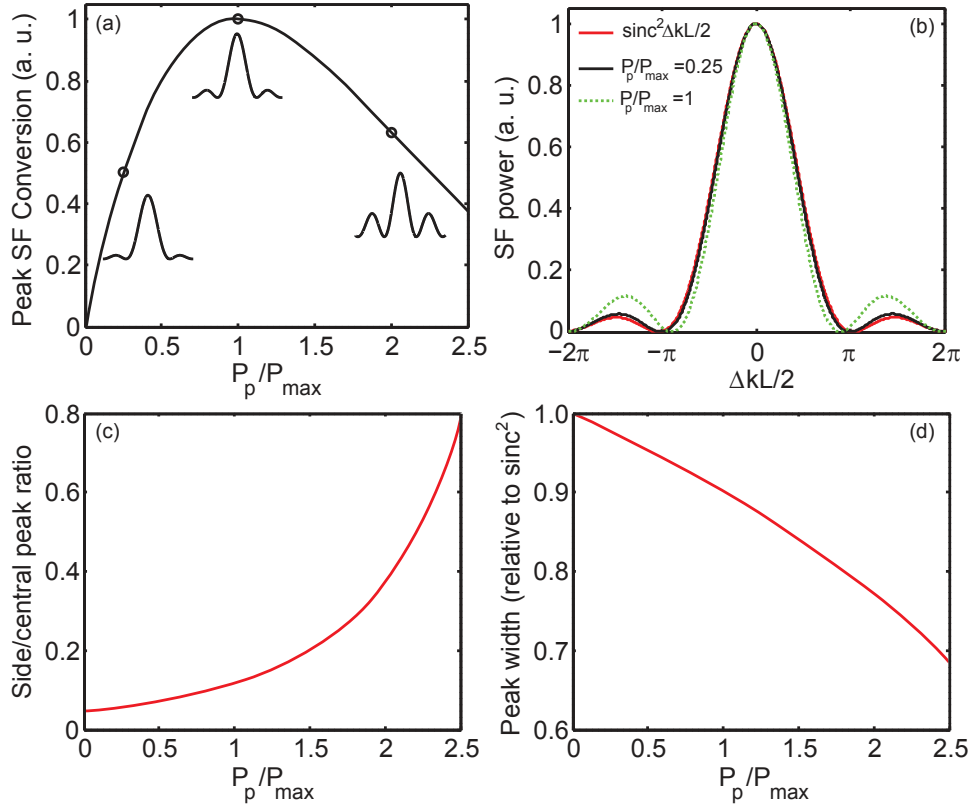 (a)
Peak SF Conversion (a. u.)
1
0.8
0.6
0.4
0.2
0
0 0.5 1 1.5 2 2.5
Pp/Pmax
(b)
sinc²ΔkL/2
Pp/Pmax =0.25
Pp/Pmax =1
SF power (a. u.)
1
0.8
0.6
0.4
0.2
0
−2π −π 0 π 2π
ΔkL/2
(c)
Side/central peak ratio
0.8
0.6
0.4
0.2
0
0 0.5 1 1.5 2 2.5
Pp/Pmax
(d)
Peak width (relative to sinc²)
1.0
0.9
0.8
0.7
0.6
0 0.5 1 1.5 2 2.5
Pp/Pmax